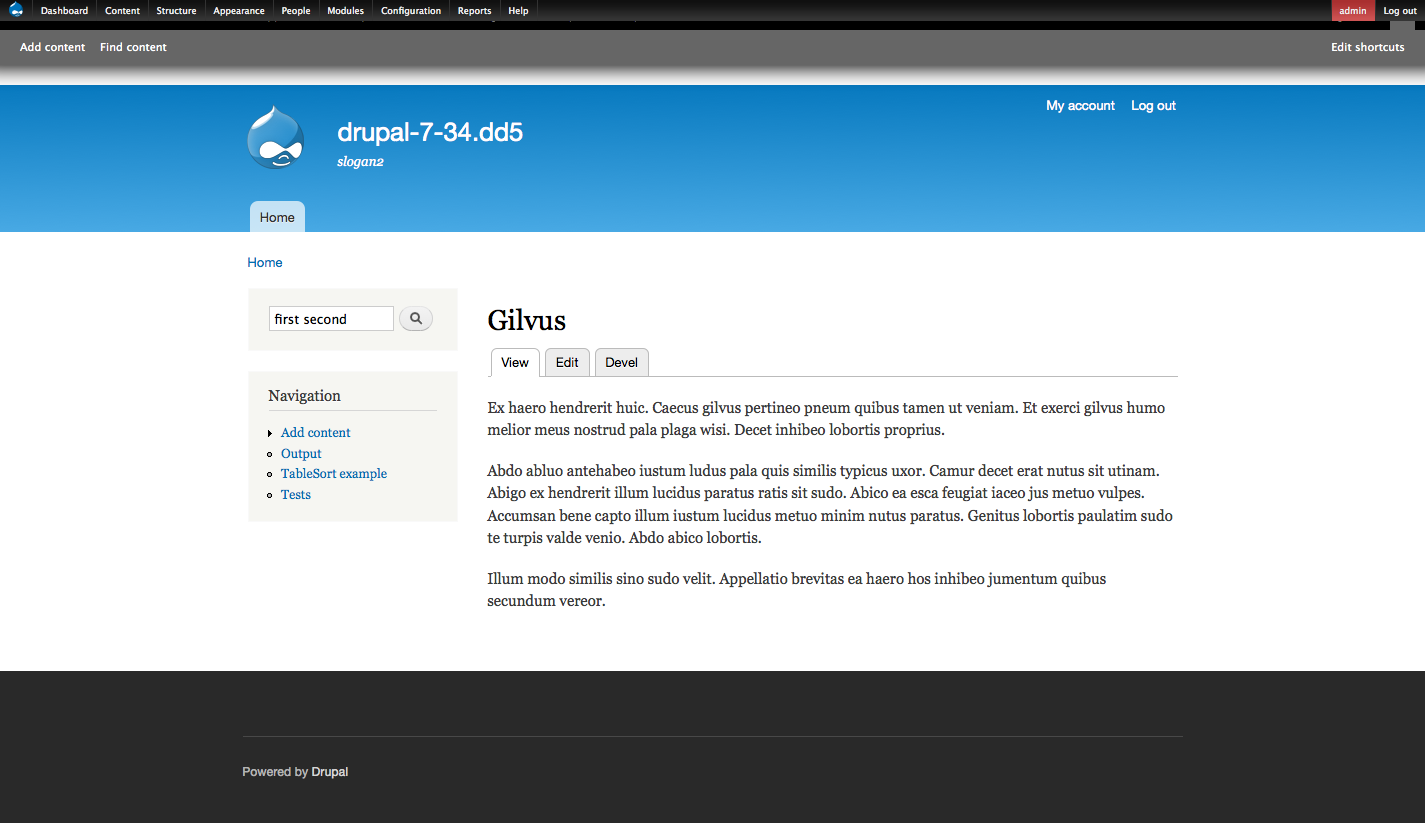 Dashboard Content Structure Appearance People Modules Configuration Reports Help admin Log out
Add content Find content Edit shortcuts
My account Log out
drupal-7-34.dd5
slogan2
Home
Home
first second
Gilvus
View Edit Devel
Navigation
Add content
Output
TableSort example
Tests
Ex haero hendrerit huic. Caecus gilvus pertineo pneum quibus tamen ut veniam. Et exerci gilvus humo
melior meus nostrud pala plaga wisi. Decet inhibeo lobortis proprius.
Abdo abluo antehabeo iustum ludus pala quis similis typicus uxor. Camur decet erat nutus sit utinam.
Abigo ex hendrerit illum lucidus paratus ratis sit sudo. Abico ea esca feugiat iaceo jus metuo vulpes.
Accumsan bene capto illum iustum lucidus metuo minim nutus paratus. Genitus lobortis paulatim sudo
te turpis valde venio. Abdo abico lobortis.
Illum modo similis sino sudo velit. Appellatio brevitas ea haero hos inhibeo jumentum quibus
secundum vereor.
Powered by Drupal